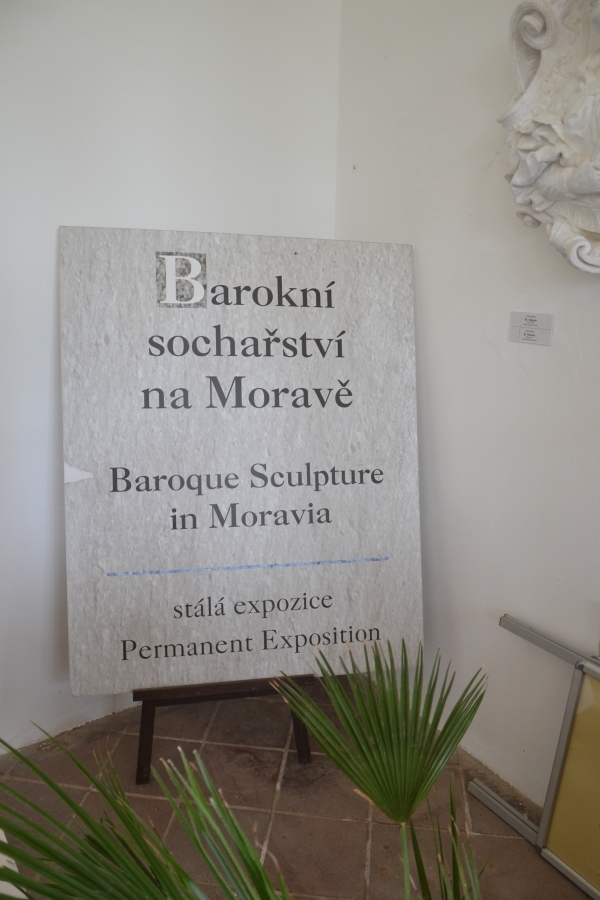 Barokní
sochařství
na Moravě
Baroque Sculpture
in Moravia
stálá expozice
Permanent Exposition